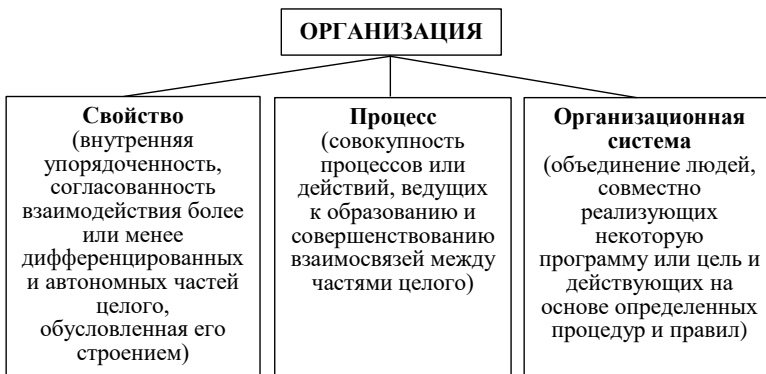 ОРГАНИЗАЦИЯ
Свойство
(внутренняя
упорядоченность,
согласованность
взаимодействия более
или менее
дифференцированных
и автономных частей
целого,
обусловленная его
строением)
Процесс
(совокупность
процессов или
действий, ведущих
к образованию и
совершенствованию
взаимосвязей между
частями целого)
Организационная
система
(объединение людей,
совместно
реализующих
некоторую
программу или цель и
действующих на
основе определенных
процедур и правил)